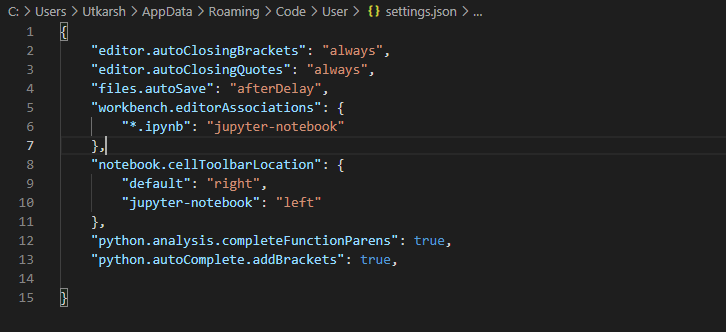 C: > Users > Utkarsh > AppData > Roaming > Code > User > {} settings.json > ...
1 {
2 "editor.autoClosingBrackets": "always",
3 "editor.autoClosingQuotes": "always",
4 "files.autoSave": "afterDelay",
5 "workbench.editorAssociations": {
6 "*.ipynb": "jupyter-notebook"
7 },
8 "notebook.cellToolbarLocation": {
9 "default": "right",
10 "jupyter-notebook": "left"
11 },
12 "python.analysis.completeFunctionParens": true,
13 "python.autoComplete.addBrackets": true,
14
15 }